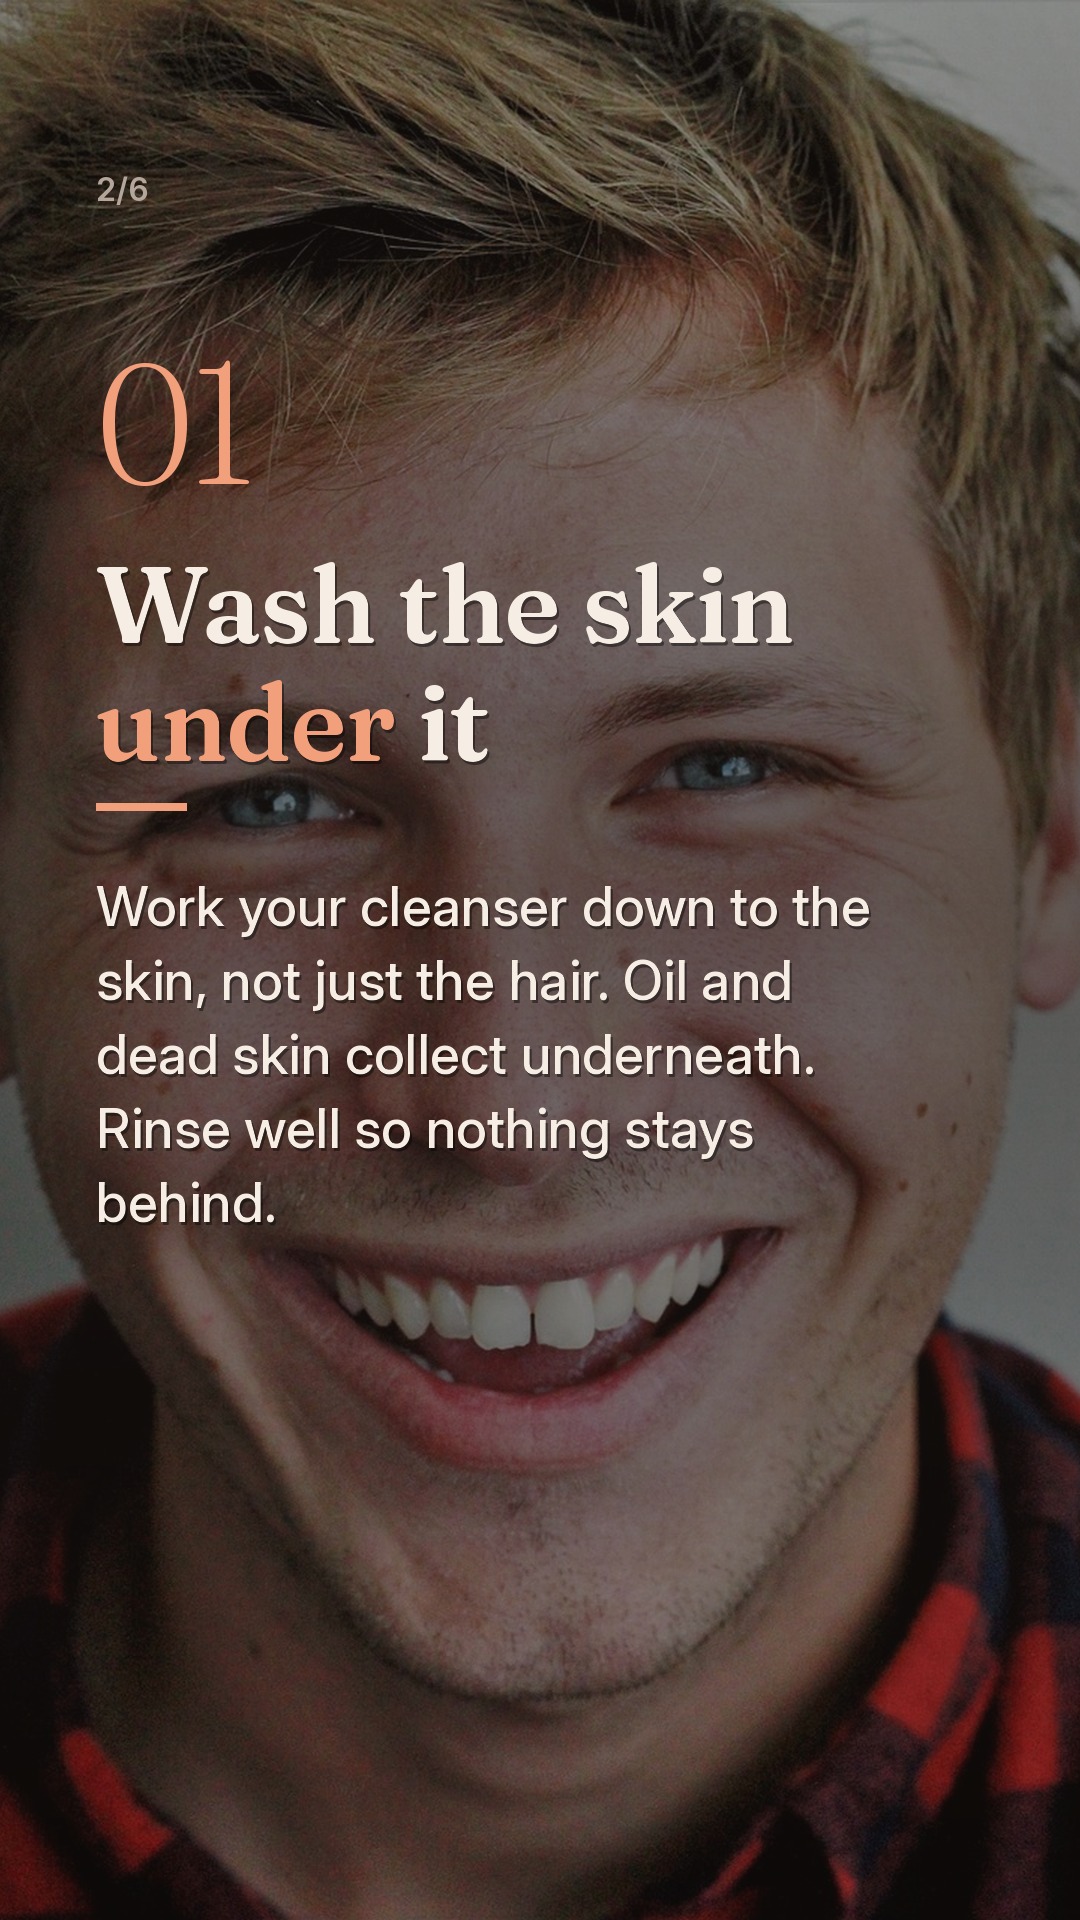 2/6
01
Wash the skin
under it
Work your cleanser down to the
skin, not just the hair. Oil and
dead skin collect underneath.
Rinse well so nothing stays
behind.